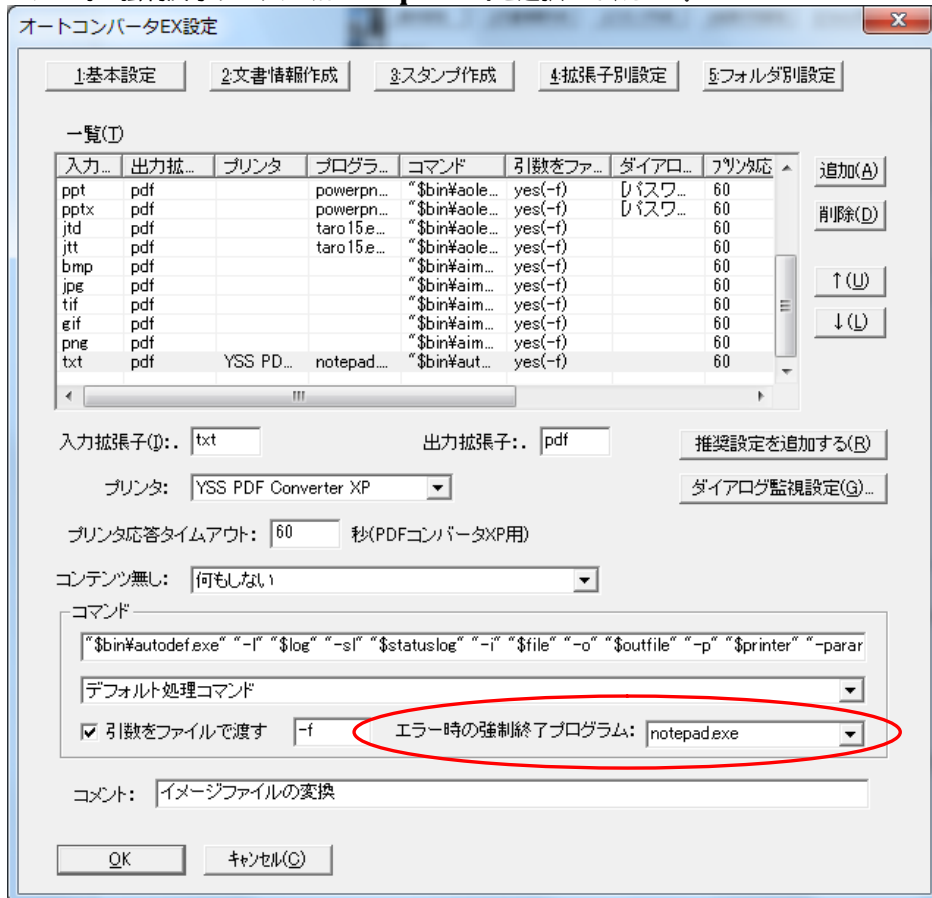 オートコンバータEX設定
1:基本設定 2:文書情報作成 3:スタンプ作成 4:拡張子別設定 5:フォルダ別設定
一覧(T)
入力... 出力拡... プリンタ プログラ... コマンド 引数をファ... ダイアロ... プリンタ応
ppt pdf powerpn... "$bin¥aole... yes(-f) [パスワ... 60
pptx pdf powerpn... "$bin¥aole... yes(-f) [パスワ... 60
jtd pdf taro15.e... "$bin¥aole... yes(-f) 60
jtt pdf taro15.e... "$bin¥aole... yes(-f) 60
bmp pdf "$bin¥aim... yes(-f) 60
jpg pdf "$bin¥aim... yes(-f) 60
tif pdf "$bin¥aim... yes(-f) 60
gif pdf "$bin¥aim... yes(-f) 60
png pdf "$bin¥aim... yes(-f) 60
txt pdf YSS PD... notepad.... "$bin¥aut... yes(-f) 60
追加(A)
削除(D)
↑(U)
↓(L)
入力拡張子(I):. txt 出力拡張子:. pdf 推奨設定を追加する(R)
プリンタ: YSS PDF Converter XP ダイアログ監視設定(G)...
プリンタ応答タイムアウト: 60 秒(PDFコンバータXP用)
コンテンツ無し: 何もしない
コマンド
"$bin¥autodef.exe" "-l" "$log" "-sl" "$statuslog" "-i" "$file" "-o" "$outfile" "-p" "$printer" "-parar
デフォルト処理コマンド
引数をファイルで渡す -f エラー時の強制終了プログラム: notepad.exe
コメント: イメージファイルの変換
OK キャンセル(C)